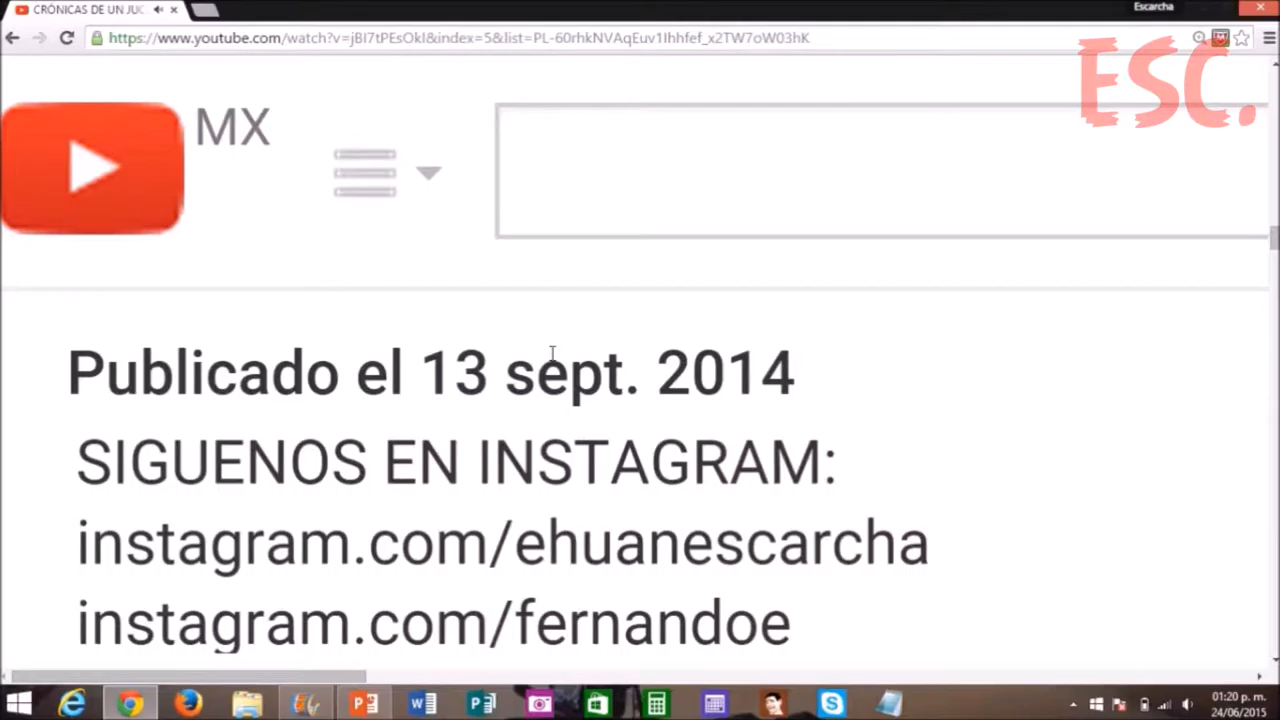 CRÓNICAS DE UN JUC
Escarcha
https://www.youtube.com/watch?v=jBI7tPEsOkI&index=5&list=PL-60rhkNVAqEuv1Ihhfef_x2TW7oW03hK
ESC.
MX
Publicado el 13 sept. 2014
SIGUENOS EN INSTAGRAM:
instagram.com/ehuanescarcha
instagram.com/fernandoe
01:20 p. m.
24/06/2015